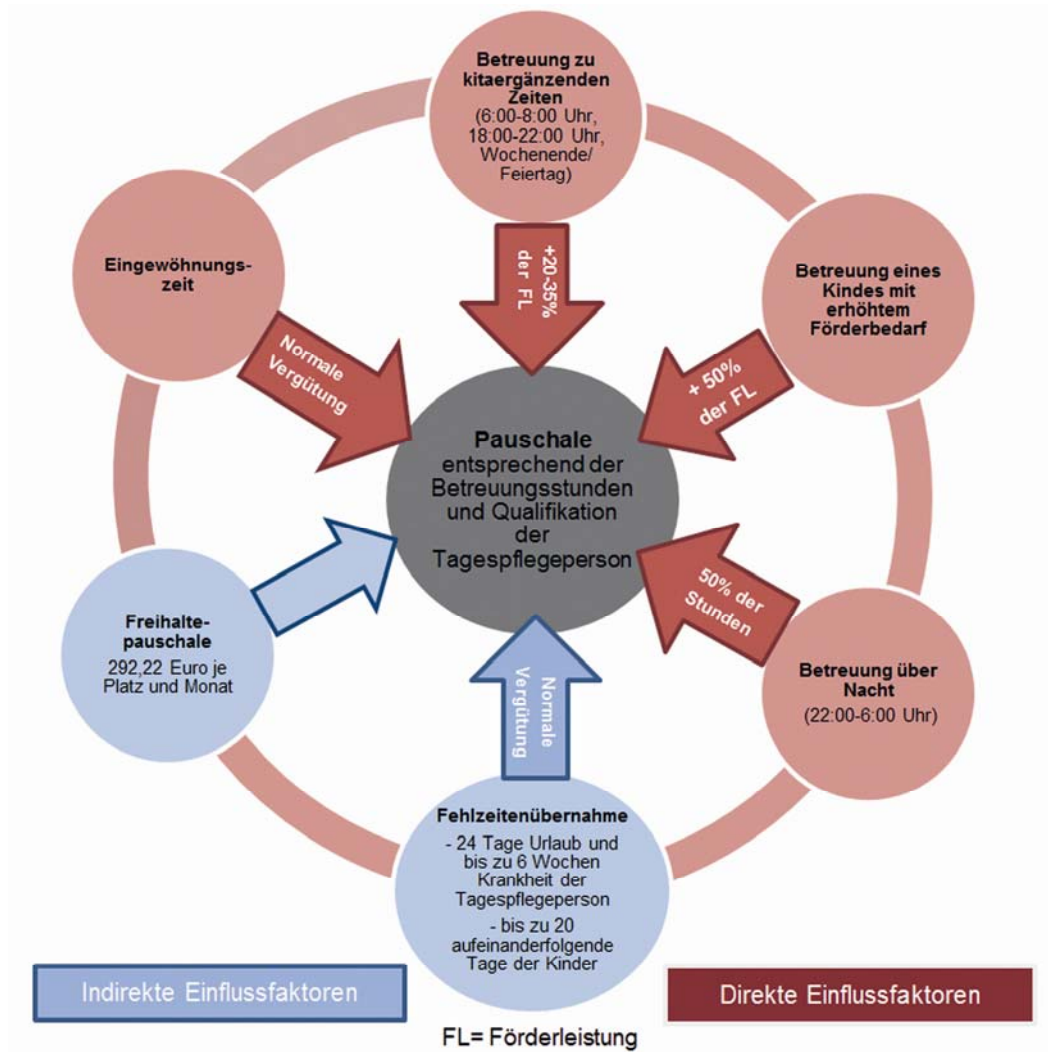 Betreuung zu
kitaergänzenden
Zeiten
(6:00-8:00 Uhr,
18:00-22:00 Uhr,
Wochenende/
Feiertag)
+20-35%
der FL
Eingewöhnungs-
zeit
Normale
Vergütung
Betreuung eines
Kindes mit
erhöhtem
Förderbedarf
+ 50%
der FL
Pauschale
entsprechend der
Betreuungsstunden
und Qualifikation
der
Tagespflegeperson
50% der
Stunden
Betreuung über
Nacht
(22:00-6:00 Uhr)
Freihalte-
pauschale
292,22 Euro je
Platz und Monat
Normale
Vergütung
Fehlzeitenübernahme
- 24 Tage Urlaub und
bis zu 6 Wochen
Krankheit der
Tagespflegeperson
- bis zu 20
aufeinanderfolgende
Tage der Kinder
Indirekte Einflussfaktoren
Direkte Einflussfaktoren
FL= Förderleistung